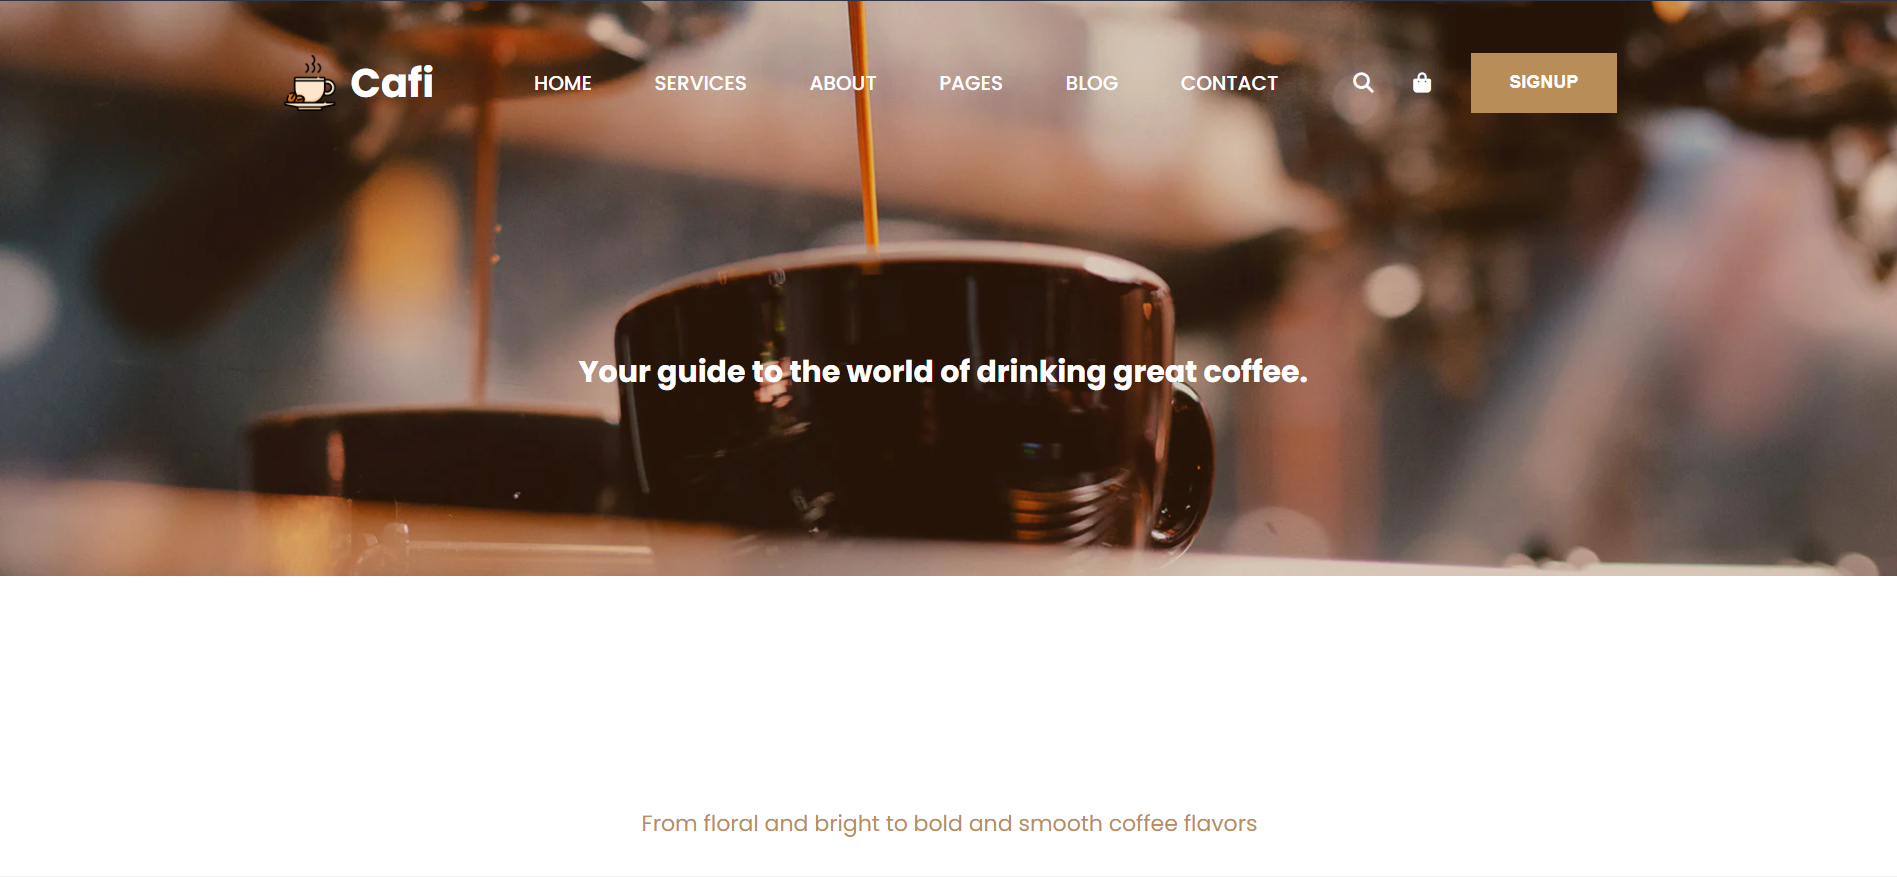 Cafi
HOME SERVICES ABOUT PAGES BLOG CONTACT SIGNUP
Your guide to the world of drinking great coffee.
From floral and bright to bold and smooth coffee flavors